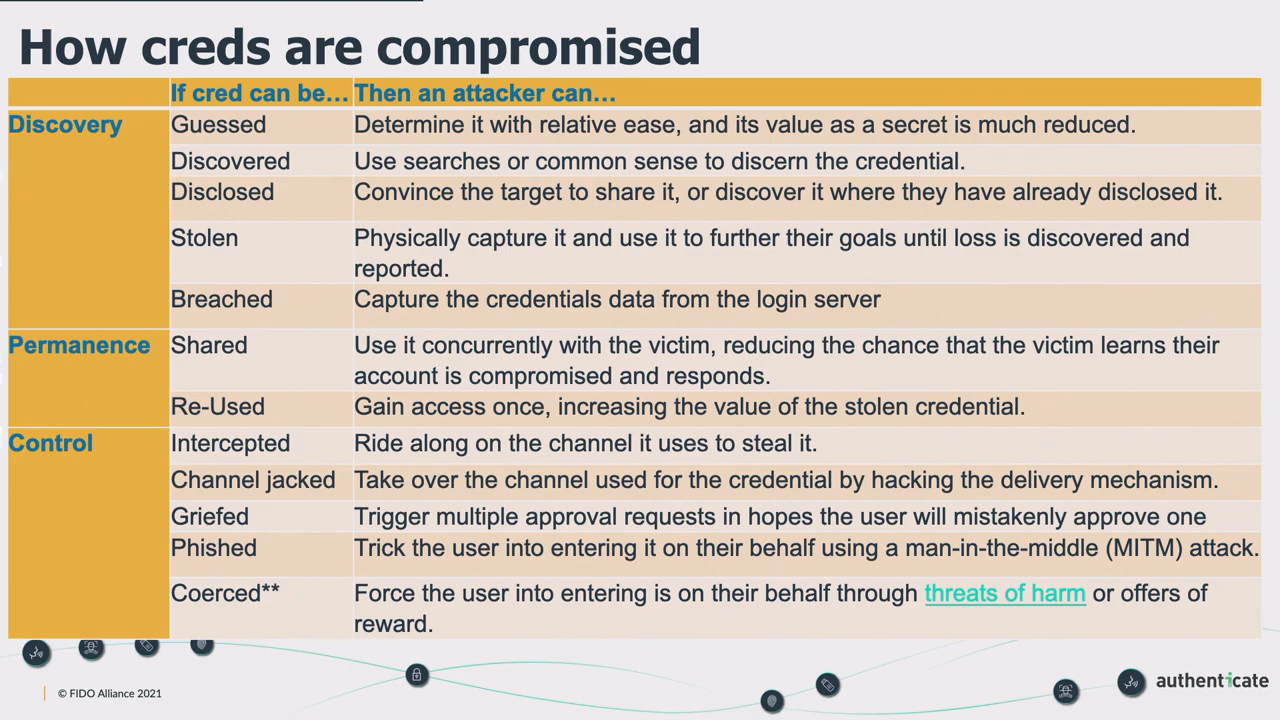 How creds are compromised
If cred can be… Then an attacker can…
Discovery Guessed Determine it with relative ease, and its value as a secret is much reduced.
Discovered Use searches or common sense to discern the credential.
Disclosed Convince the target to share it, or discover it where they have already disclosed it.
Stolen Physically capture it and use it to further their goals until loss is discovered and
reported.
Breached Capture the credentials data from the login server
Permanence Shared Use it concurrently with the victim, reducing the chance that the victim learns their
account is compromised and responds.
Re-Used Gain access once, increasing the value of the stolen credential.
Control Intercepted Ride along on the channel it uses to steal it.
Channel jacked Take over the channel used for the credential by hacking the delivery mechanism.
Griefed Trigger multiple approval requests in hopes the user will mistakenly approve one
Phished Trick the user into entering it on their behalf using a man-in-the-middle (MITM) attack.
Coerced** Force the user into entering is on their behalf through threats of harm or offers of
reward.
© FIDO Alliance 2021
authenticate